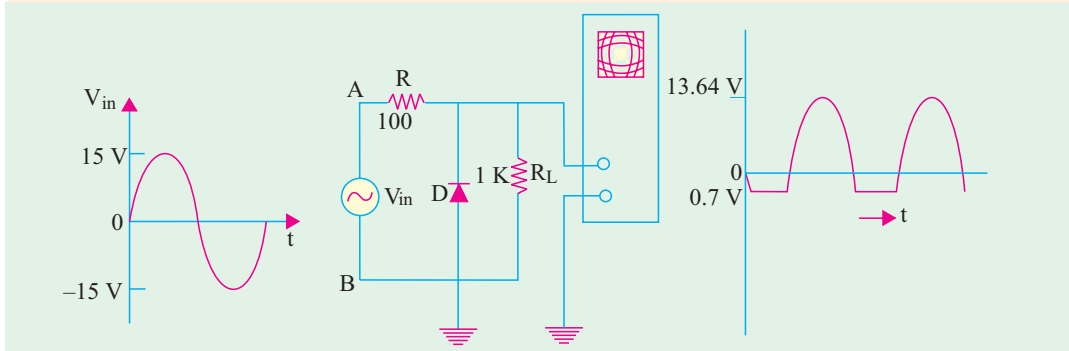 V_in
15 V
0
–15 V
t
A
R
100
V_in
B
D
1 K
R_L
13.64 V
0
0.7 V
t